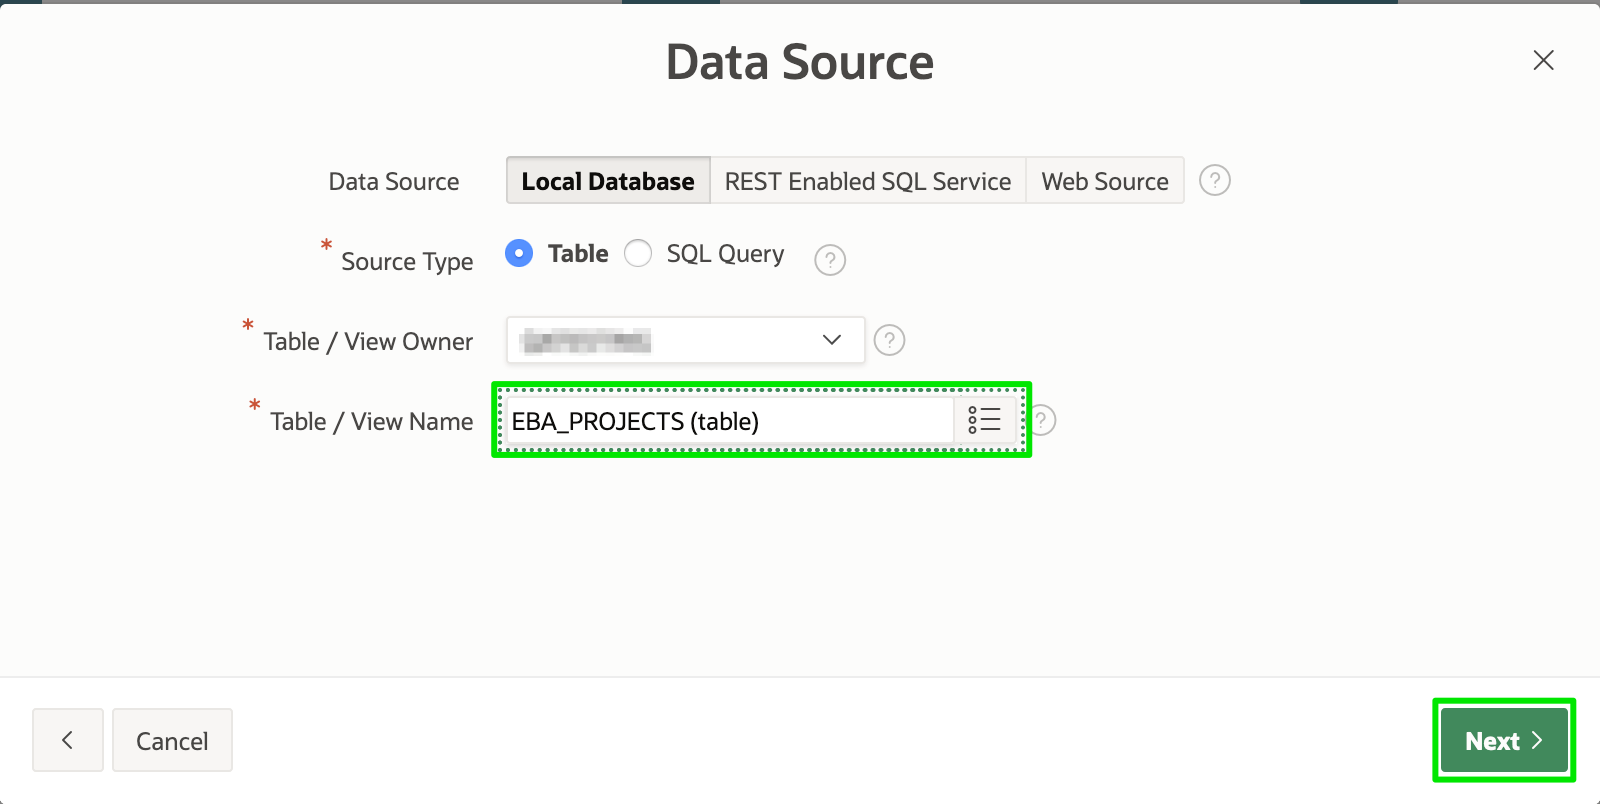 Data Source
Data Source Local Database REST Enabled SQL Service Web Source ?
* Source Type Table SQL Query ?
* Table / View Owner ?
* Table / View Name EBA_PROJECTS (table) ?
Cancel Next